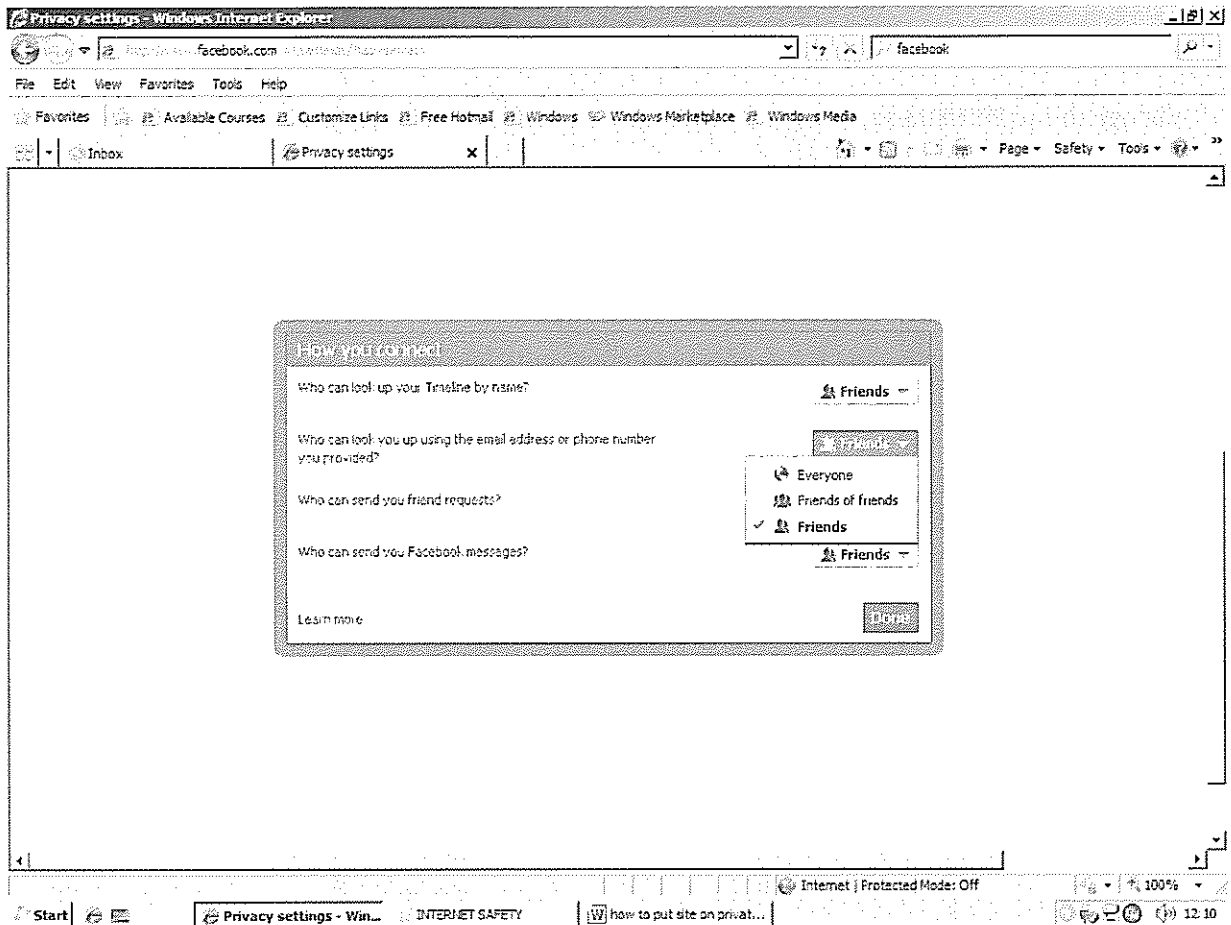 Privacy settings - Windows Internet Explorer
facebook.com
facebook
File Edit View Favorites Tools Help
Favorites Available Courses Customize Links Free Hotmail Windows Windows Marketplace Windows Media
Inbox Privacy settings Page Safety Tools
How you connect
Who can look up your Timeline by name? Friends
Who can look you up using the email address or phone number Friends
you provided?
Everyone
Who can send you friend requests? Friends of friends
Friends
Who can send you Facebook messages? Friends
Learn more Done
Internet | Protected Mode: Off 100%
Start Privacy settings - Win... INTERNET SAFETY how to put site on privat... 12:10